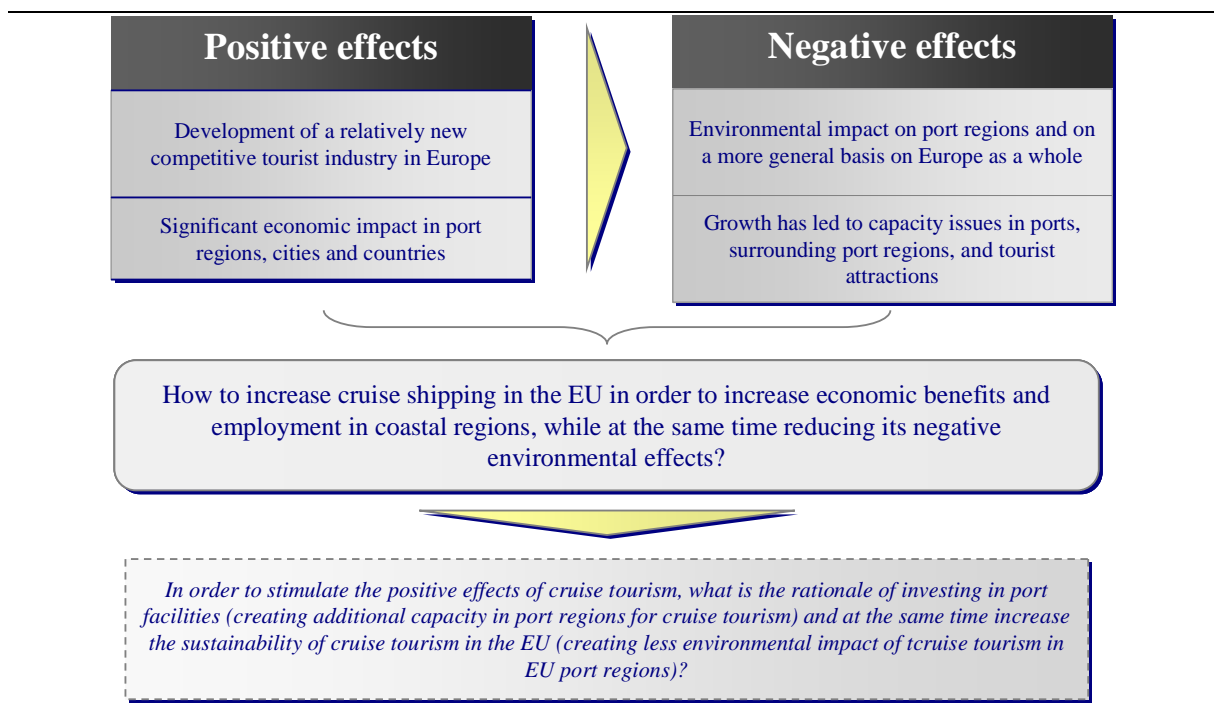 Positive effects
Development of a relatively new
competitive tourist industry in Europe
Significant economic impact in port
regions, cities and countries
Negative effects
Environmental impact on port regions and on
a more general basis on Europe as a whole
Growth has led to capacity issues in ports,
surrounding port regions, and tourist
attractions
How to increase cruise shipping in the EU in order to increase economic benefits and
employment in coastal regions, while at the same time reducing its negative
environmental effects?
In order to stimulate the positive effects of cruise tourism, what is the rationale of investing in port
facilities (creating additional capacity in port regions for cruise tourism) and at the same time increase
the sustainability of cruise tourism in the EU (creating less environmental impact of tcruise tourism in
EU port regions)?